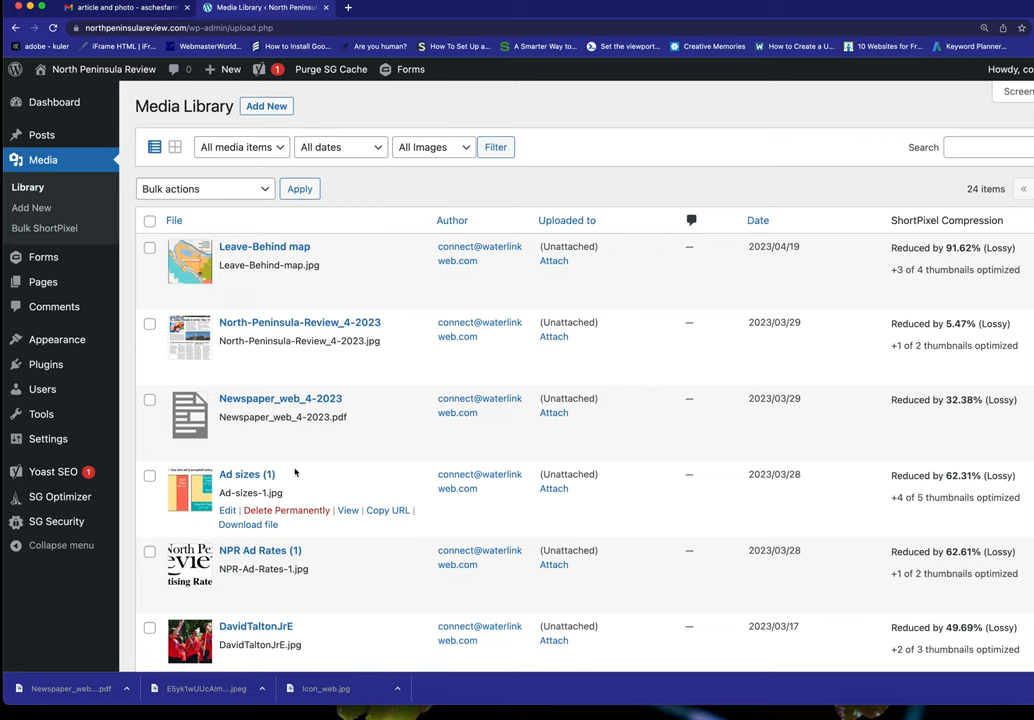 article and photo - aschesfarm
Media Library ‹ North Peninsul
northpeninsulareview.com/wp-admin/upload.php
adobe - kuler
iFrame HTML | iFr...
WebmasterWorld...
How to Install Goo...
Are you human?
How To Set Up a...
A Smarter Way to...
Set the viewport...
Creative Memories
How to Create a U...
10 Websites for Fr...
Keyword Planner...
North Peninsula Review
0
New
1
Purge SG Cache
Forms
Howdy, co
Dashboard
Posts
Media
Library
Add New
Bulk ShortPixel
Forms
Pages
Comments
Appearance
Plugins
Users
Tools
Settings
Yoast SEO 1
SG Optimizer
SG Security
Collapse menu
Screen
Media Library
Add New
All media items
All dates
All Images
Filter
Search
Bulk actions
Apply
24 items
«
File
Author
Uploaded to
Date
ShortPixel Compression
Leave-Behind map
Leave-Behind-map.jpg
connect@waterlink
web.com
(Unattached)
Attach
—
2023/04/19
Reduced by 91.62% (Lossy)
+3 of 4 thumbnails optimized
North-Peninsula-Review_4-2023
North-Peninsula-Review_4-2023.jpg
connect@waterlink
web.com
(Unattached)
Attach
—
2023/03/29
Reduced by 5.47% (Lossy)
+1 of 2 thumbnails optimized
Newspaper_web_4-2023
Newspaper_web_4-2023.pdf
connect@waterlink
web.com
(Unattached)
Attach
—
2023/03/29
Reduced by 32.38% (Lossy)
Ad sizes (1)
Ad-sizes-1.jpg
Edit | Delete Permanently | View | Copy URL |
Download file
connect@waterlink
web.com
(Unattached)
Attach
—
2023/03/28
Reduced by 62.31% (Lossy)
+4 of 5 thumbnails optimized
North Pe
evie
tising Rate
NPR Ad Rates (1)
NPR-Ad-Rates-1.jpg
connect@waterlink
web.com
(Unattached)
Attach
—
2023/03/28
Reduced by 62.61% (Lossy)
+1 of 2 thumbnails optimized
DavidTaltonJrE
DavidTaltonJrE.jpg
connect@waterlink
web.com
(Unattached)
Attach
—
2023/03/17
Reduced by 49.69% (Lossy)
+2 of 3 thumbnails optimized
Newspaper_web....pdf
E5yk1wUUcAIm....jpeg
Icon_web.jpg